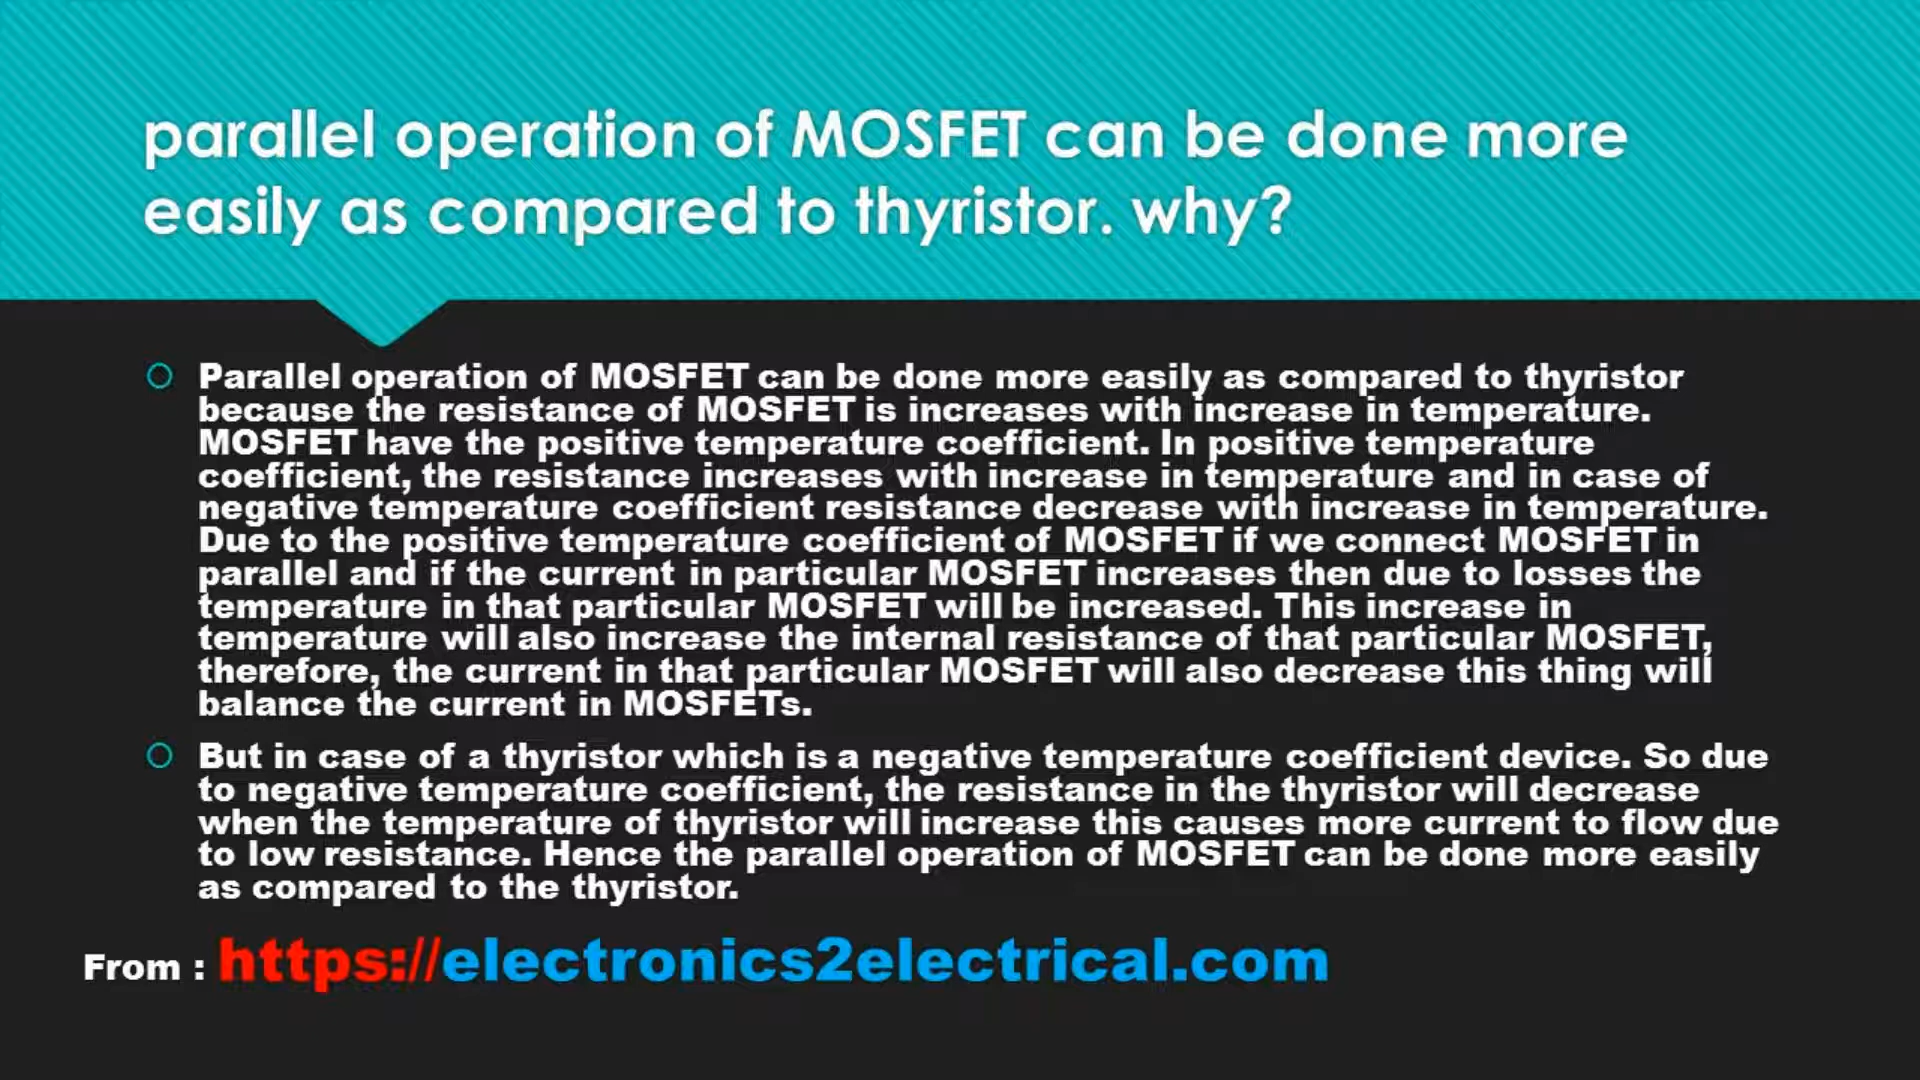 parallel operation of MOSFET can be done more
easily as compared to thyristor. why?
Parallel operation of MOSFET can be done more easily as compared to thyristor
because the resistance of MOSFET is increases with increase in temperature.
MOSFET have the positive temperature coefficient. In positive temperature
coefficient, the resistance increases with increase in temperature and in case of
negative temperature coefficient resistance decrease with increase in temperature.
Due to the positive temperature coefficient of MOSFET if we connect MOSFET in
parallel and if the current in particular MOSFET increases then due to losses the
temperature in that particular MOSFET will be increased. This increase in
temperature will also increase the internal resistance of that particular MOSFET,
therefore, the current in that particular MOSFET will also decrease this thing will
balance the current in MOSFETs.
But in case of a thyristor which is a negative temperature coefficient device. So due
to negative temperature coefficient, the resistance in the thyristor will decrease
when the temperature of thyristor will increase this causes more current to flow due
to low resistance. Hence the parallel operation of MOSFET can be done more easily
as compared to the thyristor.
From : https://electronics2electrical.com